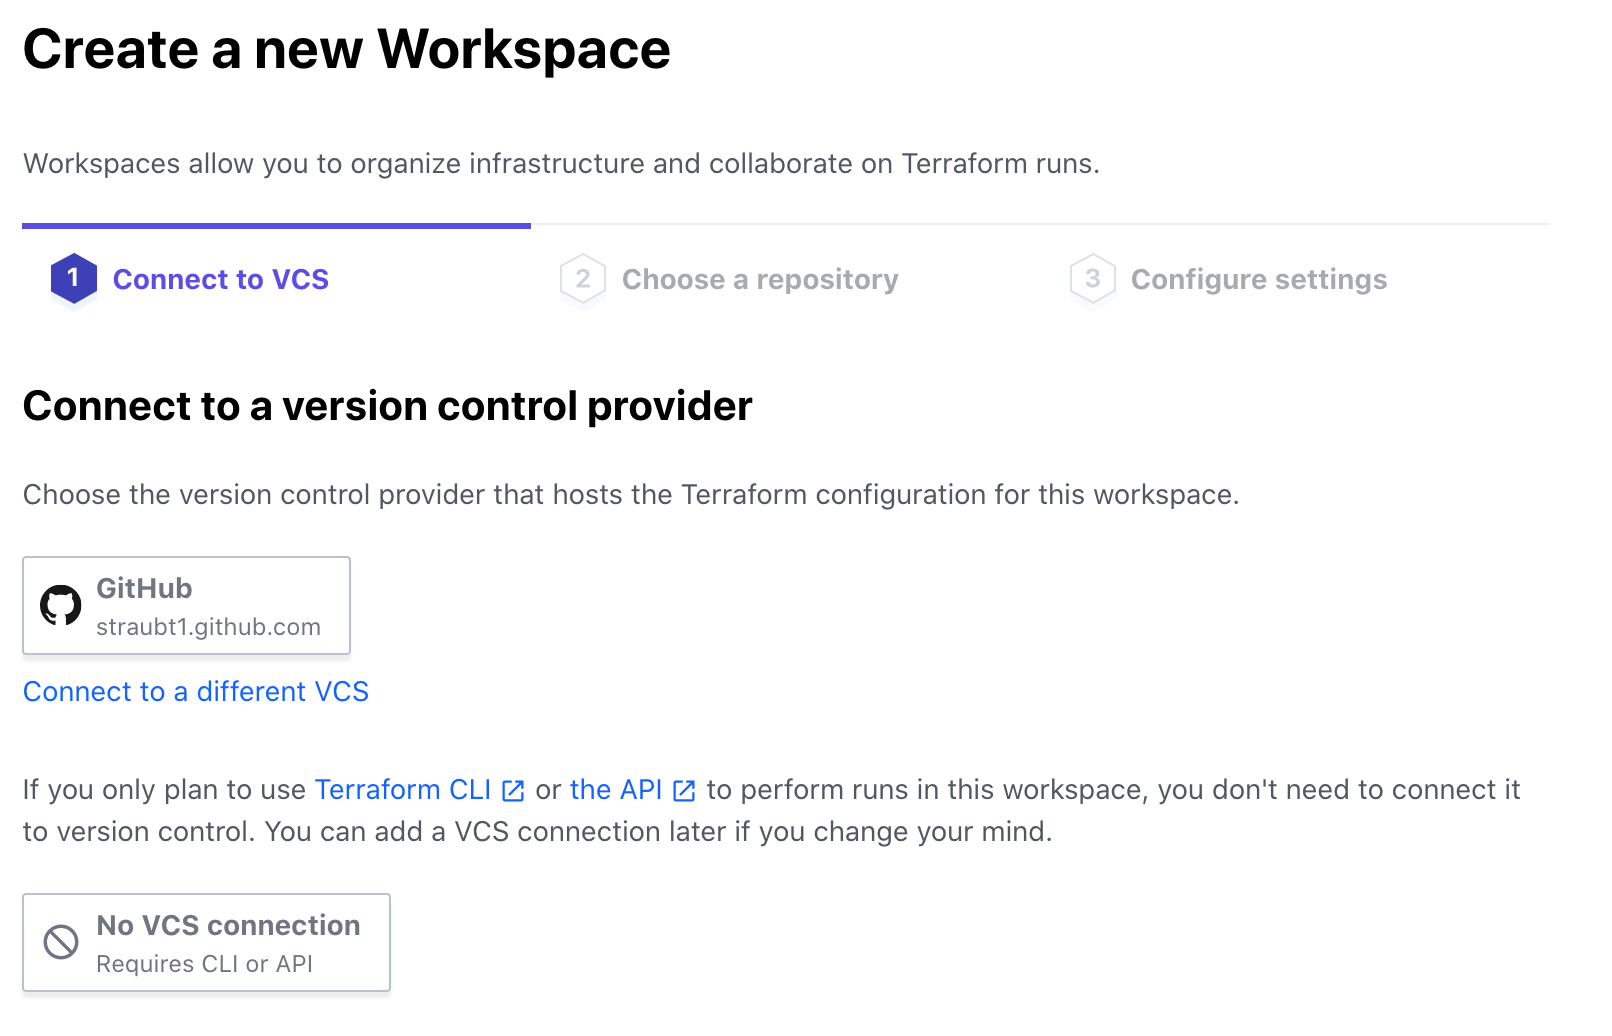 Create a new Workspace
Workspaces allow you to organize infrastructure and collaborate on Terraform runs.
1 Connect to VCS
2 Choose a repository
3 Configure settings
Connect to a version control provider
Choose the version control provider that hosts the Terraform configuration for this workspace.
GitHub
straubt1.github.com
Connect to a different VCS
If you only plan to use Terraform CLI or the API to perform runs in this workspace, you don't need to connect it
to version control. You can add a VCS connection later if you change your mind.
No VCS connection
Requires CLI or API